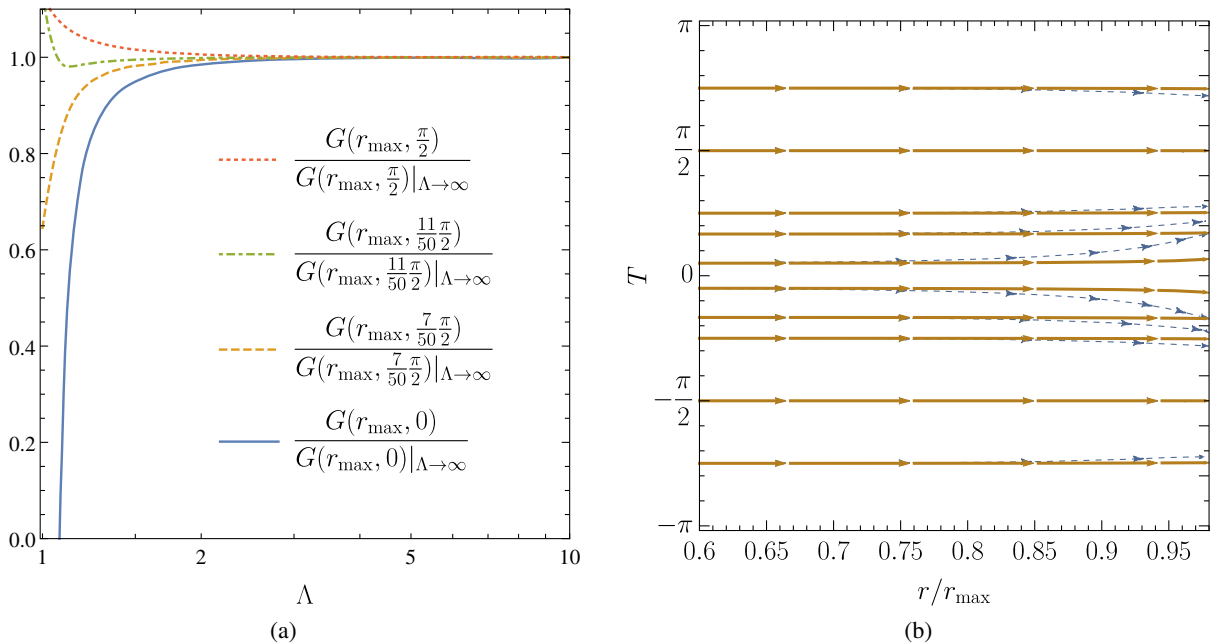 1.0
0.8
0.6
0.4
0.2
0.0
1 2 5 10
Λ
G(r_max, π/2) / G(r_max, π/2)|_{Λ→∞}
G(r_max, 11/50 π/2) / G(r_max, 11/50 π/2)|_{Λ→∞}
G(r_max, 7/50 π/2) / G(r_max, 7/50 π/2)|_{Λ→∞}
G(r_max, 0) / G(r_max, 0)|_{Λ→∞}
(a)
π
π/2
0
−π/2
−π
T
0.6 0.65 0.7 0.75 0.8 0.85 0.9 0.95
r/r_max
(b)